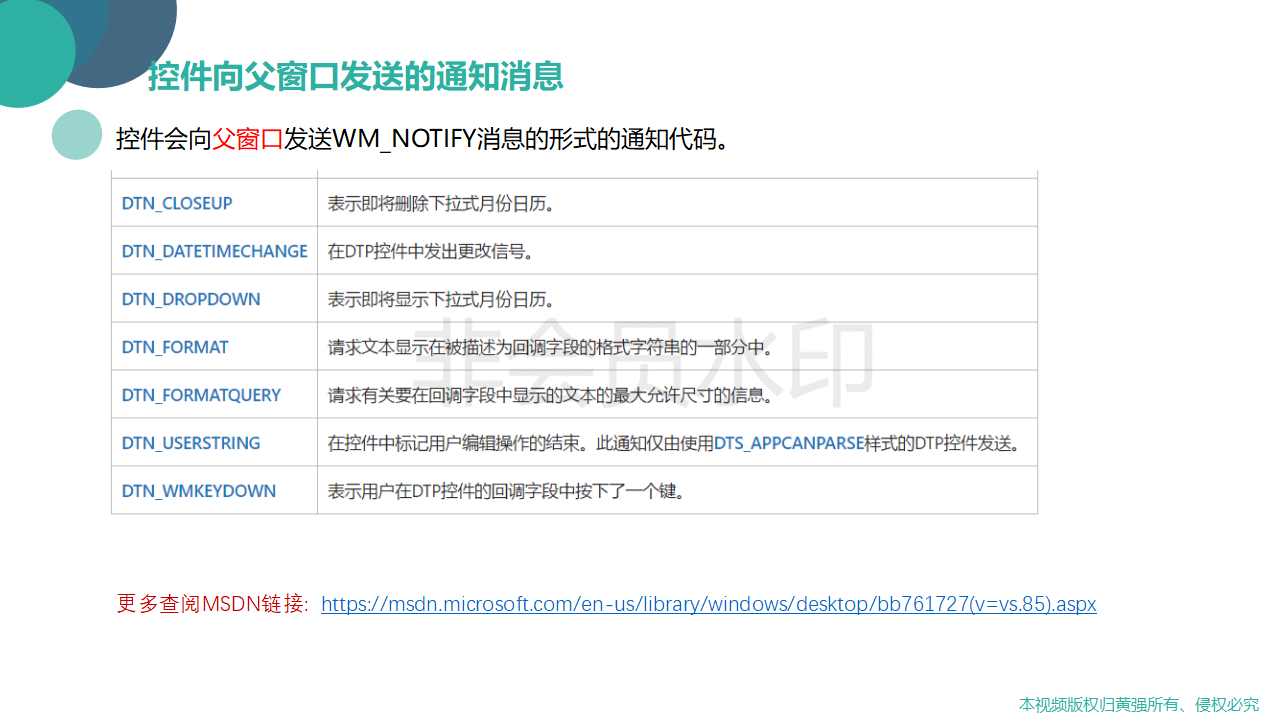 控件向父窗口发送的通知消息
控件会向父窗口发送WM_NOTIFY消息的形式的通知代码。
DTN_CLOSEUP 表示即将删除下拉式月份日历。
DTN_DATETIMECHANGE 在DTP控件中发出更改信号。
DTN_DROPDOWN 表示即将显示下拉式月份日历。
DTN_FORMAT 请求文本显示在被描述为回调字段的格式字符串的一部分中。
非会员水印
DTN_FORMATQUERY 请求有关要在回调字段中显示的文本的最大允许尺寸的信息。
DTN_USERSTRING 在控件中标记用户编辑操作的结束。此通知仅由使用DTS_APPCANPARSE样式的DTP控件发送。
DTN_WMKEYDOWN 表示用户在DTP控件的回调字段中按下了一个键。
更多查阅MSDN链接: https://msdn.microsoft.com/en-us/library/windows/desktop/bb761727(v=vs.85).aspx
本视频版权归黄强所有、侵权必究